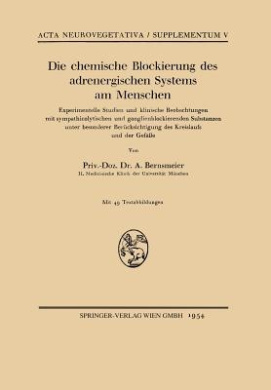 ACTA NEUROVEGETATIVA / SUPPLEMENTUM V
Die chemische Blockierung des
adrenergischen Systems
am Menschen
Experimentelle Studien und klinische Beobachtungen
mit sympathikolytischen und ganglienblockierenden Substanzen
unter besonderer Berücksichtigung des Kreislaufs
und der Gefäße
Von
Priv.-Doz. Dr. A. Bernsmeier
II. Medizinische Klinik der Universität München
Mit 49 Textabbildungen
SPRINGER-VERLAG WIEN GMBH 1954